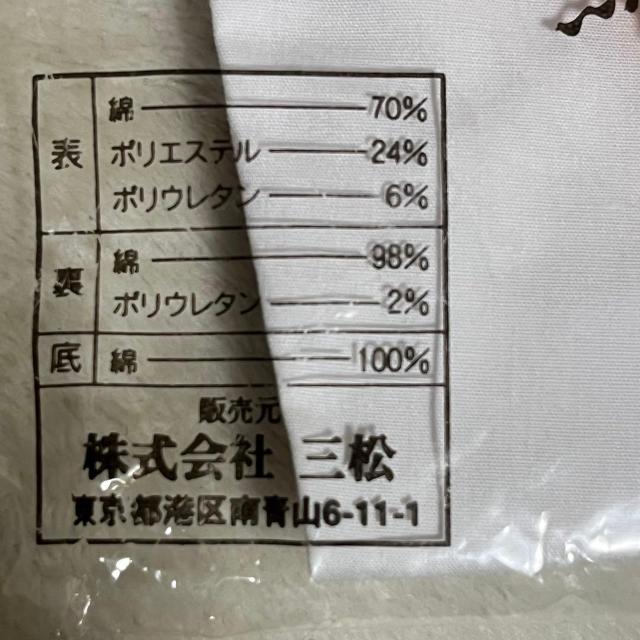 表
綿 70%
ポリエステル 24%
ポリウレタン 6%
裏
綿 98%
ポリウレタン 2%
底 綿 100%
販売元
株式会社 三松
東京都港区南青山6-11-1